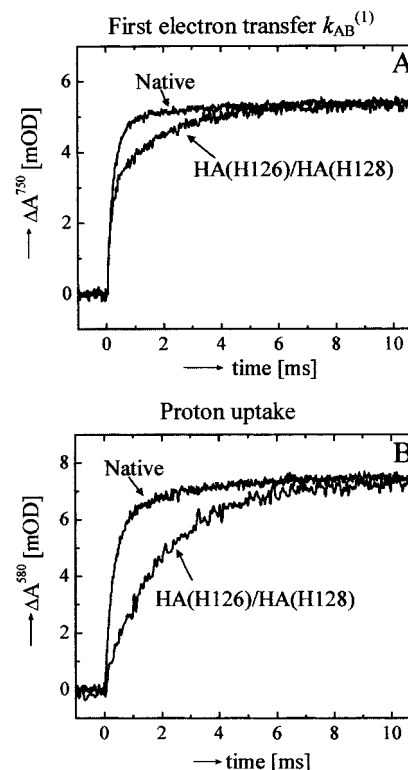 First electron transfer k_AB^(1)
A
Native
HA(H126)/HA(H128)
ΔA^750 [mOD]
6
4
2
0
0 2 4 6 8 10
time [ms]
Proton uptake
B
Native
HA(H126)/HA(H128)
ΔA^580 [mOD]
8
6
4
2
0
0 2 4 6 8 10
time [ms]